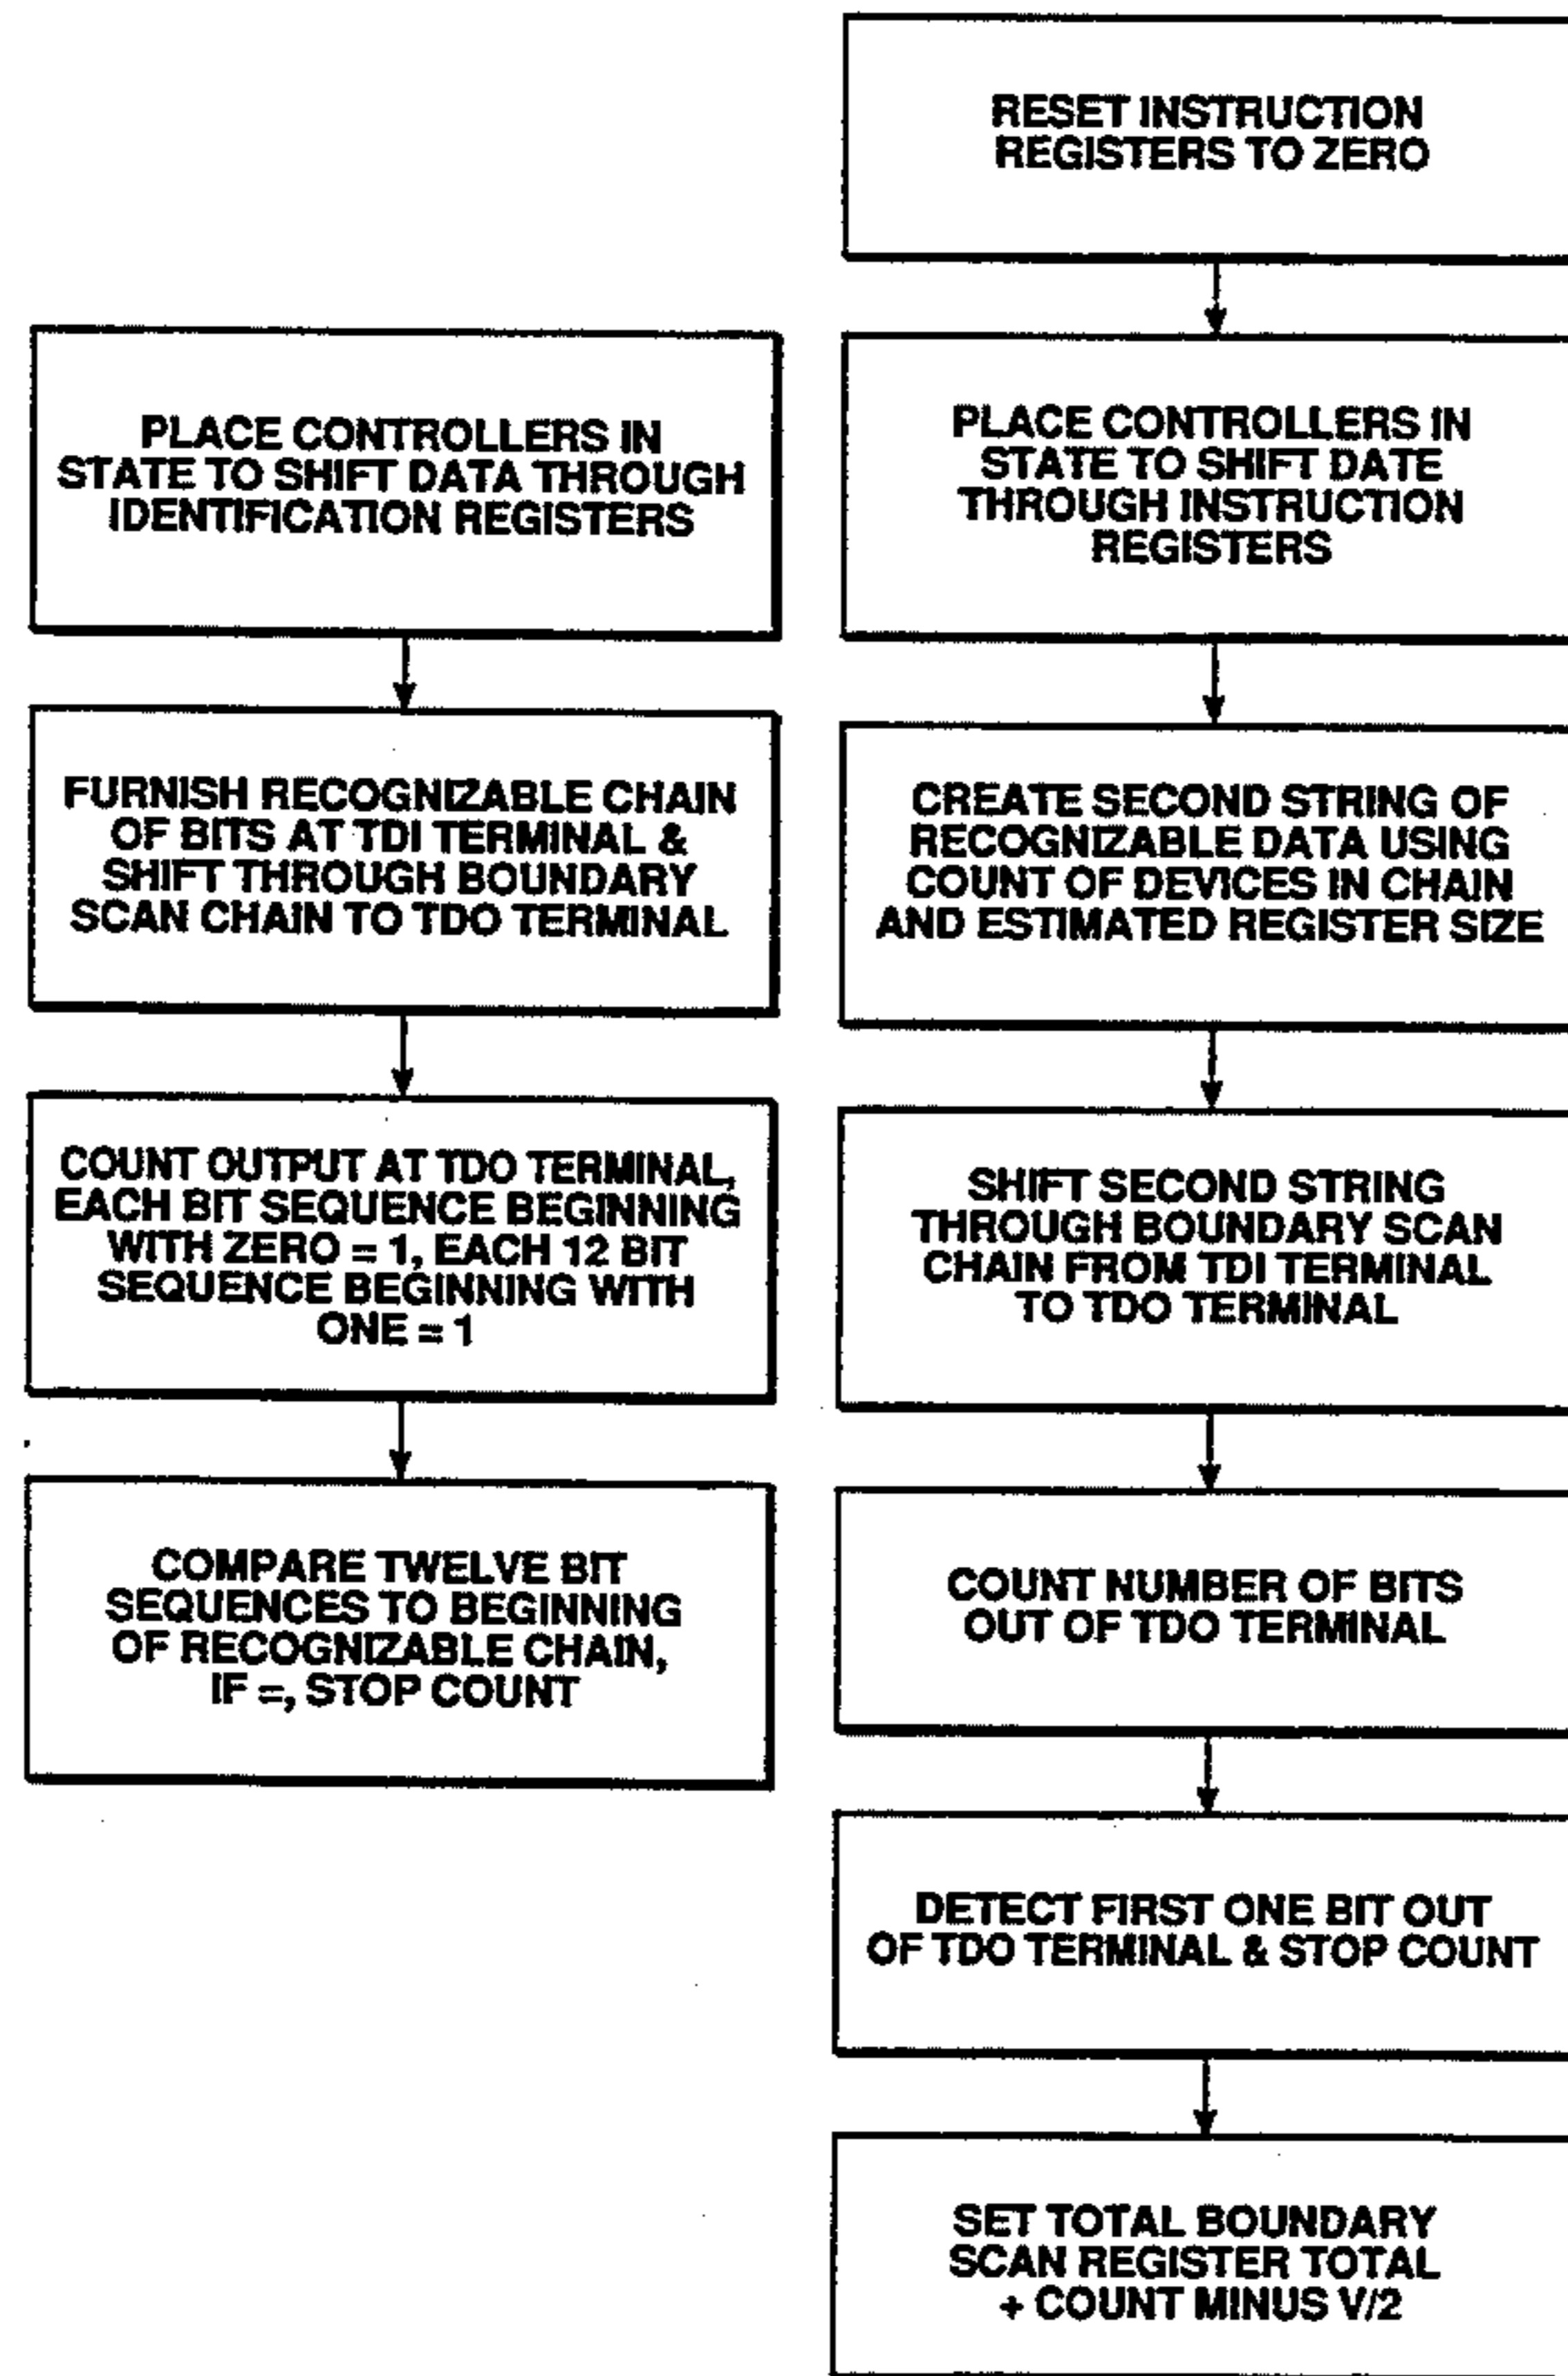 PLACE CONTROLLERS IN
STATE TO SHIFT DATA THROUGH
IDENTIFICATION REGISTERS
FURNISH RECOGNIZABLE CHAIN
OF BITS AT TDI TERMINAL &
SHIFT THROUGH BOUNDARY
SCAN CHAIN TO TDO TERMINAL
COUNT OUTPUT AT TDO TERMINAL,
EACH BIT SEQUENCE BEGINNING
WITH ZERO = 1, EACH 12 BIT
SEQUENCE BEGINNING WITH
ONE = 1
COMPARE TWELVE BIT
SEQUENCES TO BEGINNING
OF RECOGNIZABLE CHAIN,
IF =, STOP COUNT
RESET INSTRUCTION
REGISTERS TO ZERO
PLACE CONTROLLERS IN
STATE TO SHIFT DATE
THROUGH INSTRUCTION
REGISTERS
CREATE SECOND STRING OF
RECOGNIZABLE DATA USING
COUNT OF DEVICES IN CHAIN
AND ESTIMATED REGISTER SIZE
SHIFT SECOND STRING
THROUGH BOUNDARY SCAN
CHAIN FROM TDI TERMINAL
TO TDO TERMINAL
COUNT NUMBER OF BITS
OUT OF TDO TERMINAL
DETECT FIRST ONE BIT OUT
OF TDO TERMINAL & STOP COUNT
SET TOTAL BOUNDARY
SCAN REGISTER TOTAL
+ COUNT MINUS V/2